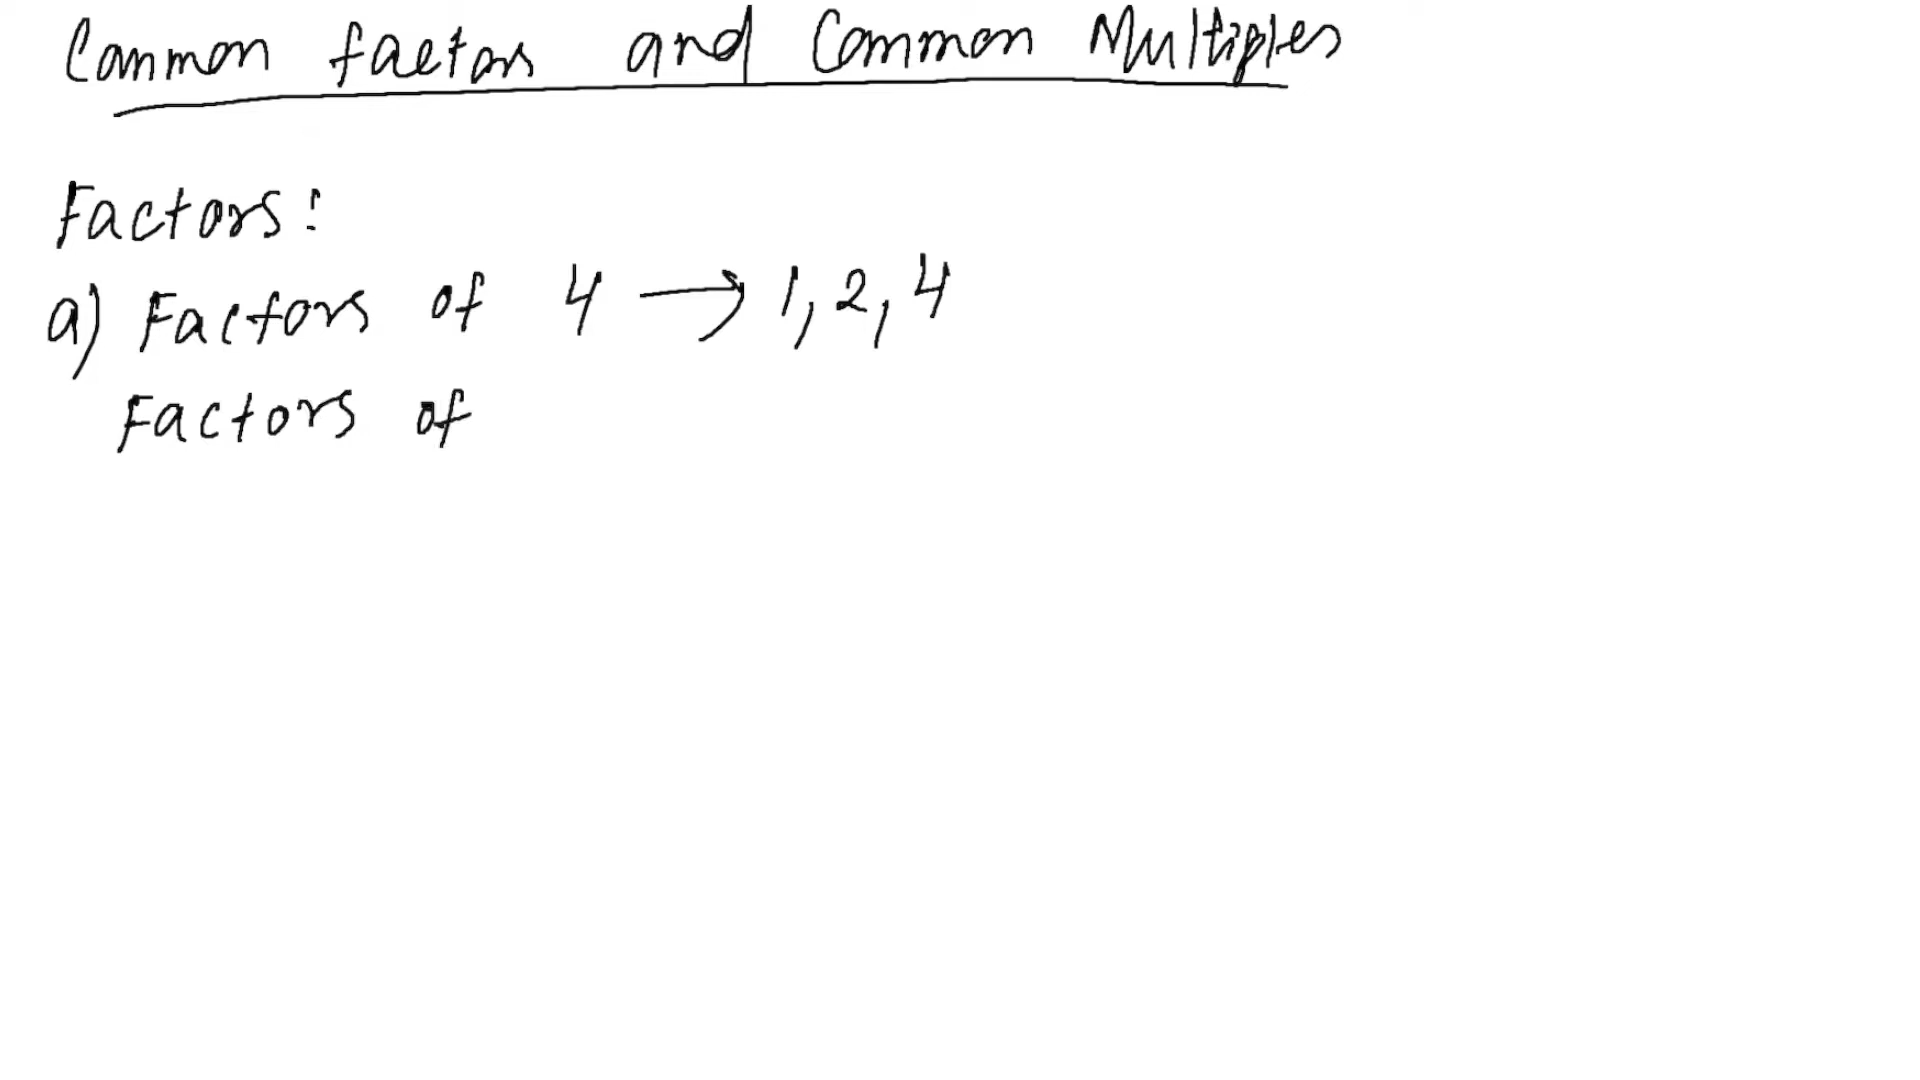 Common factors and Common Multiples
Factors:
a) Factors of 4 → 1, 2, 4
Factors of